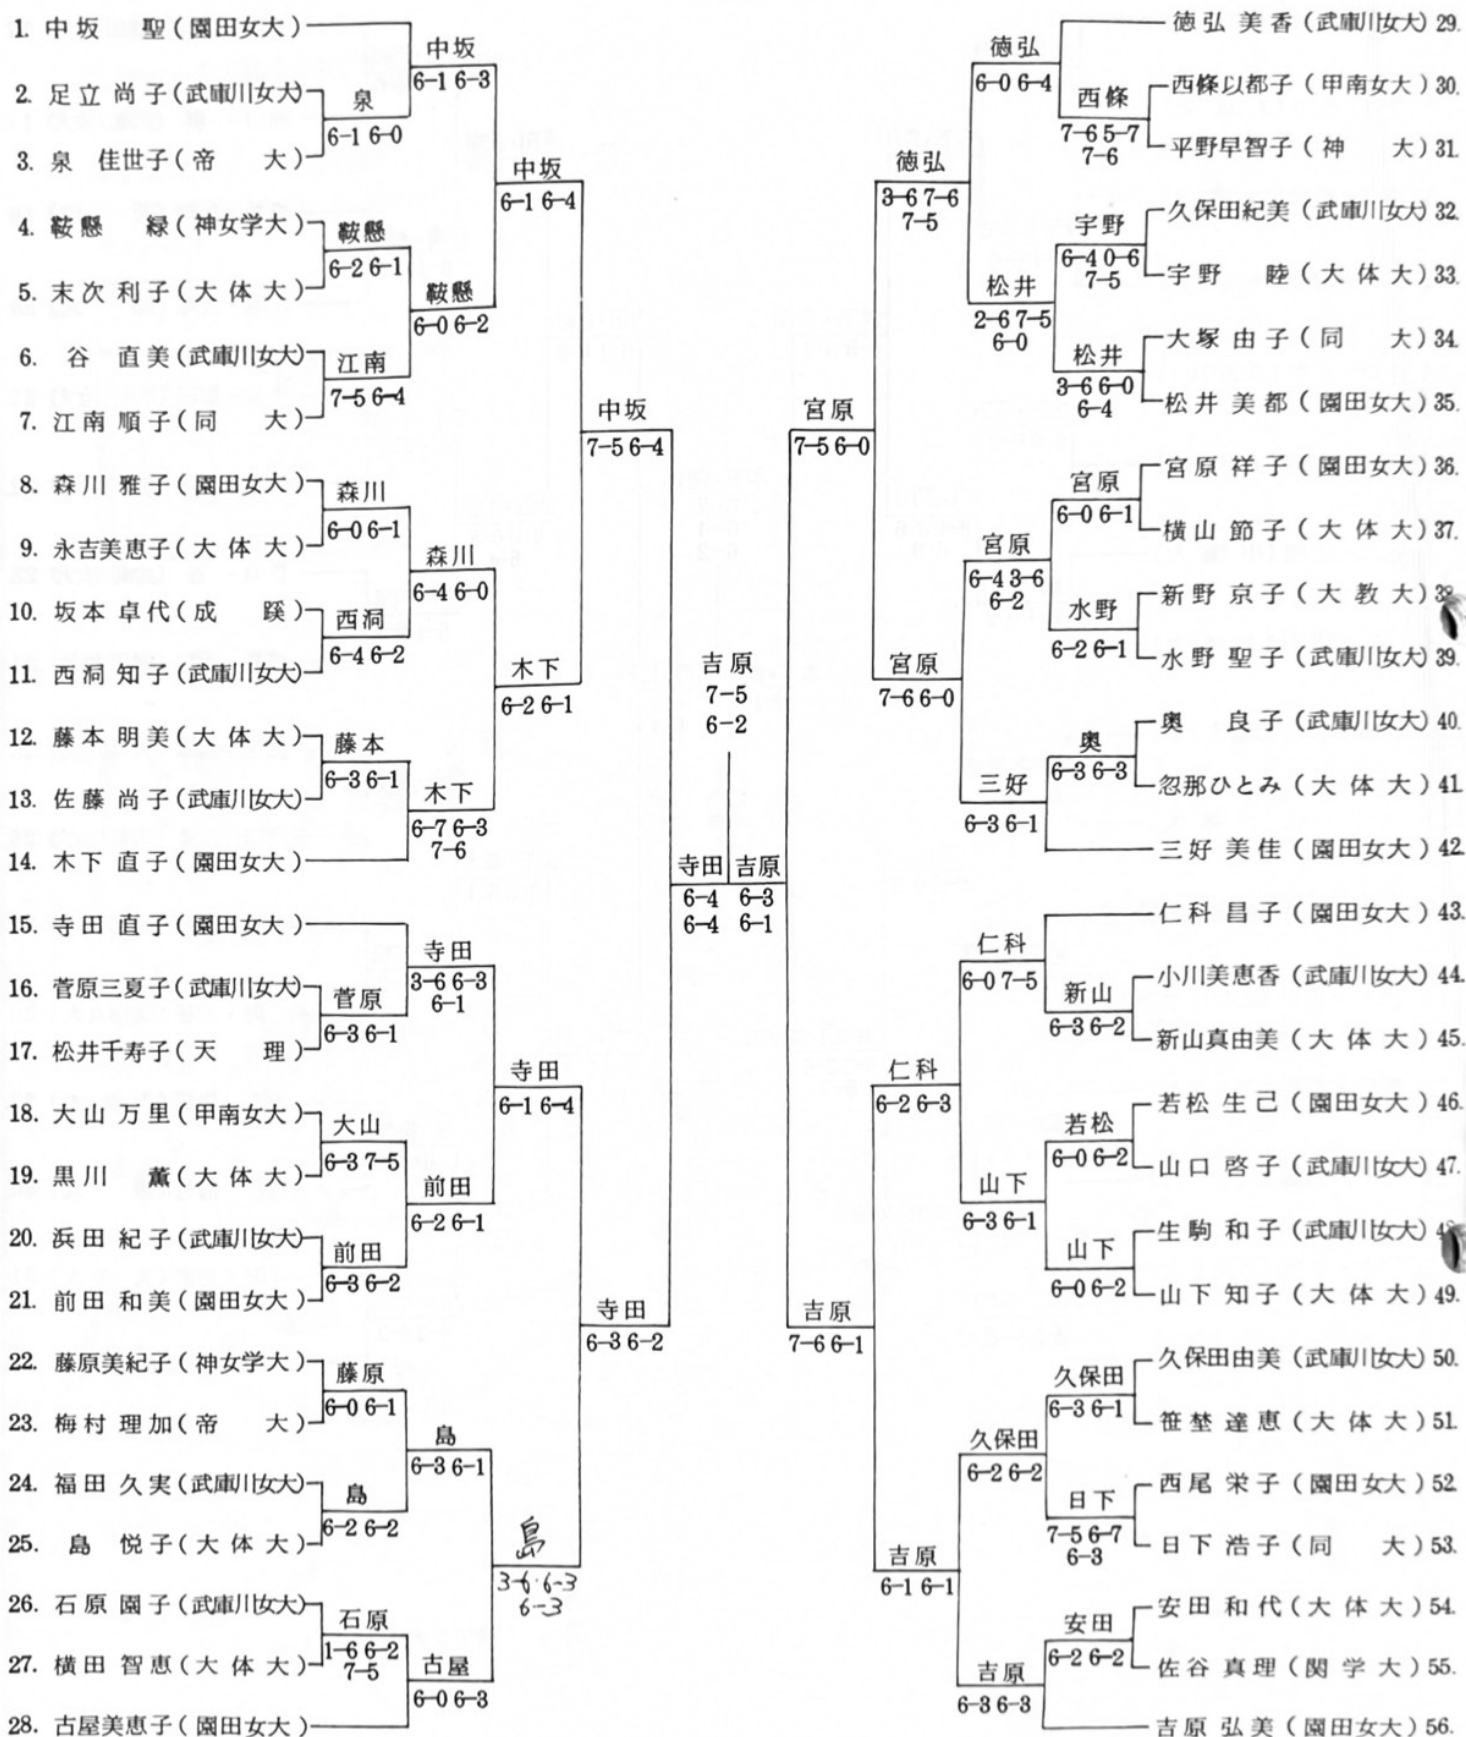 1. 中坂 聖(園田女大)
2. 足立尚子(武庫川女大)
3. 泉 佳世子(帝 大)
4. 鞍懸 緑(神女学大)
5. 末次利子(大体大)
6. 谷 直美(武庫川女大)
7. 江南順子(同 大)
8. 森川雅子(園田女大)
9. 永吉美恵子(大体大)
10. 坂本卓代(成 蹊)
11. 西洞知子(武庫川女大)
12. 藤本明美(大体大)
13. 佐藤尚子(武庫川女大)
14. 木下直子(園田女大)
15. 寺田直子(園田女大)
16. 菅原三夏子(武庫川女大)
17. 松井千寿子(天 理)
18. 大山万里(甲南女大)
19. 黒川 薫(大体大)
20. 浜田紀子(武庫川女大)
21. 前田和美(園田女大)
22. 藤原美紀子(神女学大)
23. 梅村理加(帝 大)
24. 福田久実(武庫川女大)
25. 島 悦子(大体大)
26. 石原園子(武庫川女大)
27. 横田智恵(大体大)
28. 古屋美恵子(園田女大)
泉
6-1 6-0
鞍懸
6-2 6-1
江南
7-5 6-4
森川
6-0 6-1
西洞
6-4 6-2
藤本
6-3 6-1
菅原
6-3 6-1
大山
6-3 7-5
前田
6-3 6-2
藤原
6-0 6-1
島
6-2 6-2
石原
1-6 6-2
7-5
中坂
6-1 6-3
鞍懸
6-0 6-2
森川
6-4 6-0
木下
6-7 6-3
7-6
寺田
3-6 6-3
6-1
前田
6-2 6-1
島
6-3 6-1
古屋
6-0 6-3
中坂
6-1 6-4
木下
6-2 6-1
寺田
6-1 6-4
島
3-6・6-3
6-3
中坂
7-5 6-4
寺田
6-3 6-2
吉原
7-5
6-2
寺田 吉原
6-4 6-3
6-4 6-1
宮原
7-5 6-0
吉原
7-6 6-1
徳弘
3-6 7-6
7-5
宮原
7-6 6-0
仁科
6-2 6-3
吉原
6-1 6-1
徳弘
6-0 6-4
松井
2-6 7-5
6-0
宮原
6-4 3-6
6-2
三好
6-3 6-1
仁科
6-0 7-5
山下
6-3 6-1
久保田
6-2 6-2
吉原
6-3 6-3
西條
7-6 5-7
7-6
宇野
6-4 0-6
7-5
松井
3-6 6-0
6-4
宮原
6-0 6-1
水野
6-2 6-1
奥
6-3 6-3
新山
6-3 6-2
若松
6-0 6-2
山下
6-0 6-2
久保田
6-3 6-1
日下
7-5 6-7
6-3
安田
6-2 6-2
徳弘美香(武庫川女大)29.
西條以都子(甲南女大)30.
平野早智子(神 大)31.
久保田紀美(武庫川女大)32.
宇野 睦(大体大)33.
大塚由子(同 大)34.
松井美都(園田女大)35.
宮原祥子(園田女大)36.
横山節子(大体大)37.
新野京子(大教大)38.
水野聖子(武庫川女大)39.
奥 良子(武庫川女大)40.
忽那ひとみ(大体大)41.
三好美佳(園田女大)42.
仁科昌子(園田女大)43.
小川美恵香(武庫川女大)44.
新山真由美(大体大)45.
若松生己(園田女大)46.
山口啓子(武庫川女大)47.
生駒和子(武庫川女大)48
山下知子(大体大)49.
久保田由美(武庫川女大)50.
笹埜達恵(大体大)51.
西尾栄子(園田女大)52.
日下浩子(同 大)53.
安田和代(大体大)54.
佐谷真理(関学大)55.
吉原弘美(園田女大)56.